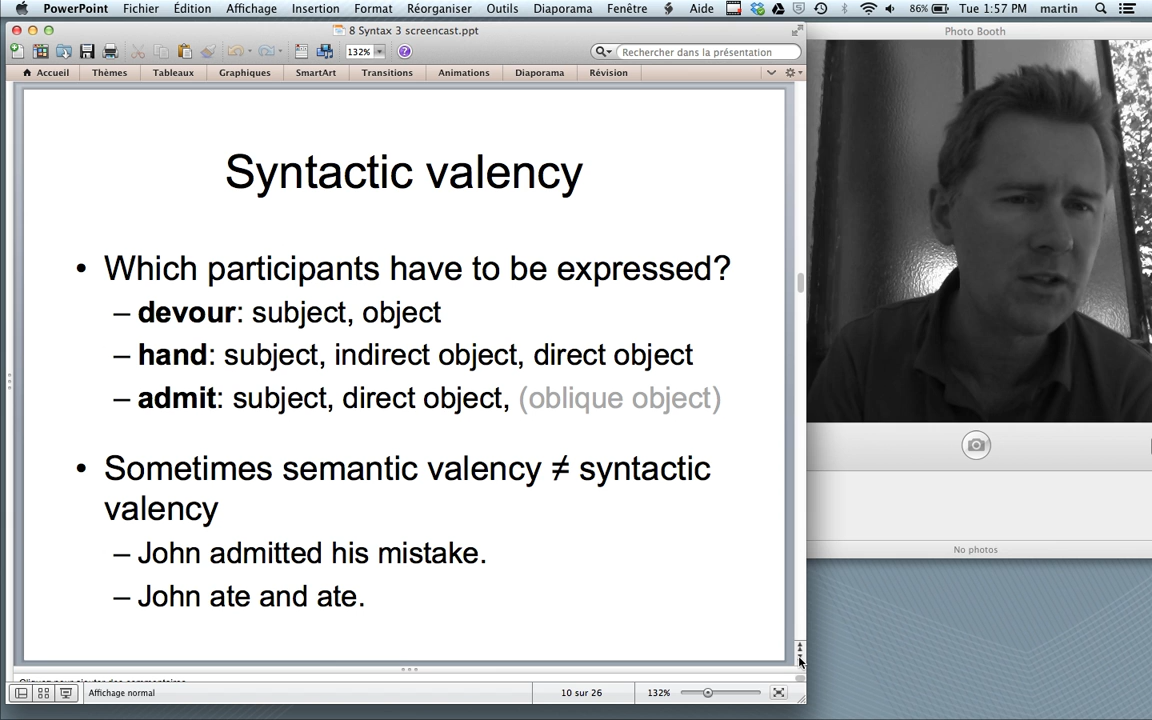 PowerPoint Fichier Édition Affichage Insertion Format Réorganiser Outils Diaporama Fenêtre Aide 86% Tue 1:57 PM martin
8 Syntax 3 screencast.ppt
Photo Booth
132% Rechercher dans la présentation
Accueil Thèmes Tableaux Graphiques SmartArt Transitions Animations Diaporama Révision
Syntactic valency
• Which participants have to be expressed?
– devour: subject, object
– hand: subject, indirect object, direct object
– admit: subject, direct object, (oblique object)
• Sometimes semantic valency ≠ syntactic
valency
– John admitted his mistake.
– John ate and ate.
No photos
Affichage normal 10 sur 26 132%